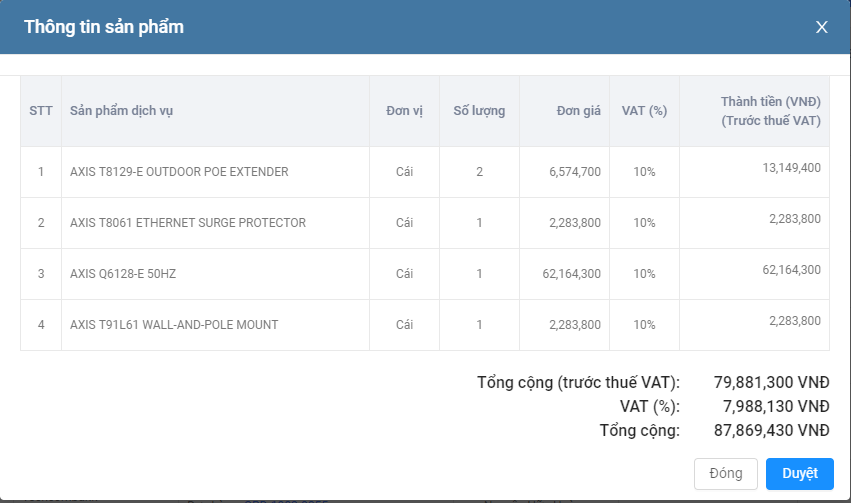 Thông tin sản phẩm X
STT Sản phẩm dịch vụ Đơn vị Số lượng Đơn giá VAT (%) Thành tiền (VNĐ)
(Trước thuế VAT)
1 AXIS T8129-E OUTDOOR POE EXTENDER Cái 2 6,574,700 10% 13,149,400
2 AXIS T8061 ETHERNET SURGE PROTECTOR Cái 1 2,283,800 10% 2,283,800
3 AXIS Q6128-E 50HZ Cái 1 62,164,300 10% 62,164,300
4 AXIS T91L61 WALL-AND-POLE MOUNT Cái 1 2,283,800 10% 2,283,800
Tổng cộng (trước thuế VAT): 79,881,300 VNĐ
VAT (%): 7,988,130 VNĐ
Tổng cộng: 87,869,430 VNĐ
Đóng Duyệt